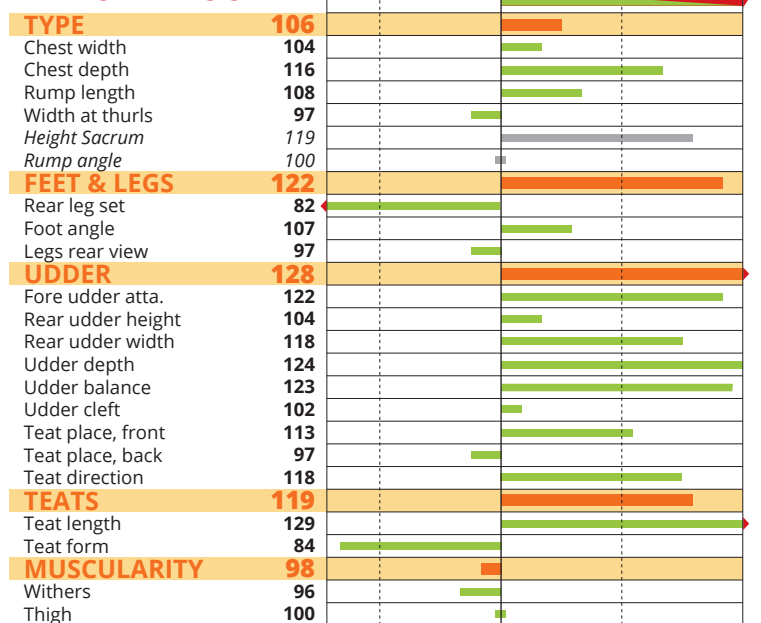 TYPE 106
Chest width 104
Chest depth 116
Rump length 108
Width at thurls 97
Height Sacrum 119
Rump angle 100
FEET & LEGS 122
Rear leg set 82
Foot angle 107
Legs rear view 97
UDDER 128
Fore udder atta. 122
Rear udder height 104
Rear udder width 118
Udder depth 124
Udder balance 123
Udder cleft 102
Teat place, front 113
Teat place, back 97
Teat direction 118
TEATS 119
Teat length 129
Teat form 84
MUSCULARITY 98
Withers 96
Thigh 100